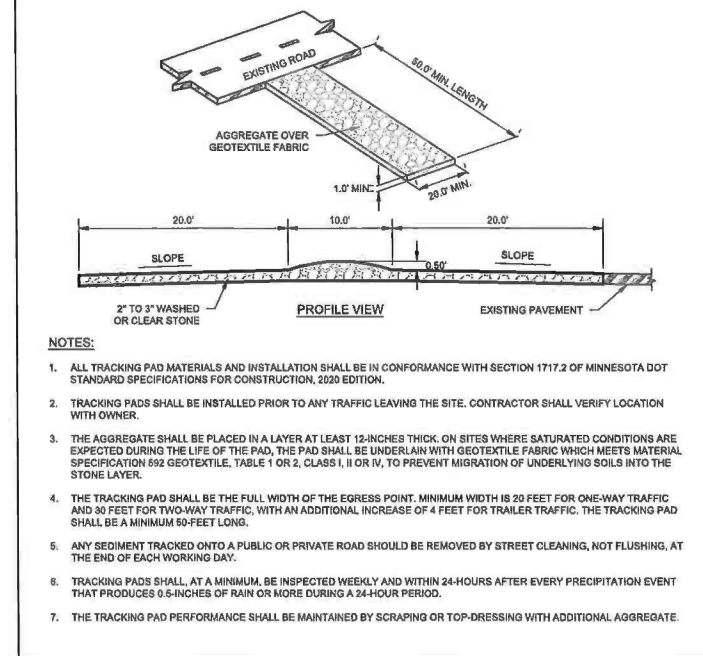 EXISTING ROAD
50.0' MIN. LENGTH
AGGREGATE OVER
GEOTEXTILE FABRIC
1.0' MIN.
20.0' MIN.
20.0'
10.0'
20.0'
SLOPE
0.50'
SLOPE
2" TO 3" WASHED
OR CLEAR STONE
PROFILE VIEW
EXISTING PAVEMENT
NOTES:
1. ALL TRACKING PAD MATERIALS AND INSTALLATION SHALL BE IN CONFORMANCE WITH SECTION 1717.2 OF MINNESOTA DOT
STANDARD SPECIFICATIONS FOR CONSTRUCTION, 2020 EDITION.
2. TRACKING PADS SHALL BE INSTALLED PRIOR TO ANY TRAFFIC LEAVING THE SITE. CONTRACTOR SHALL VERIFY LOCATION
WITH OWNER.
3. THE AGGREGATE SHALL BE PLACED IN A LAYER AT LEAST 12-INCHES THICK. ON SITES WHERE SATURATED CONDITIONS ARE
EXPECTED DURING THE LIFE OF THE PAD, THE PAD SHALL BE UNDERLAIN WITH GEOTEXTILE FABRIC WHICH MEETS MATERIAL
SPECIFICATION 592 GEOTEXTILE, TABLE 1 OR 2, CLASS I, II OR IV, TO PREVENT MIGRATION OF UNDERLYING SOILS INTO THE
STONE LAYER.
4. THE TRACKING PAD SHALL BE THE FULL WIDTH OF THE EGRESS POINT. MINIMUM WIDTH IS 20 FEET FOR ONE-WAY TRAFFIC
AND 30 FEET FOR TWO-WAY TRAFFIC, WITH AN ADDITIONAL INCREASE OF 4 FEET FOR TRAILER TRAFFIC. THE TRACKING PAD
SHALL BE A MINIMUM 50-FEET LONG.
5. ANY SEDIMENT TRACKED ONTO A PUBLIC OR PRIVATE ROAD SHOULD BE REMOVED BY STREET CLEANING, NOT FLUSHING, AT
THE END OF EACH WORKING DAY.
6. TRACKING PADS SHALL, AT A MINIMUM, BE INSPECTED WEEKLY AND WITHIN 24-HOURS AFTER EVERY PRECIPITATION EVENT
THAT PRODUCES 0.5-INCHES OF RAIN OR MORE DURING A 24-HOUR PERIOD.
7. THE TRACKING PAD PERFORMANCE SHALL BE MAINTAINED BY SCRAPING OR TOP-DRESSING WITH ADDITIONAL AGGREGATE.